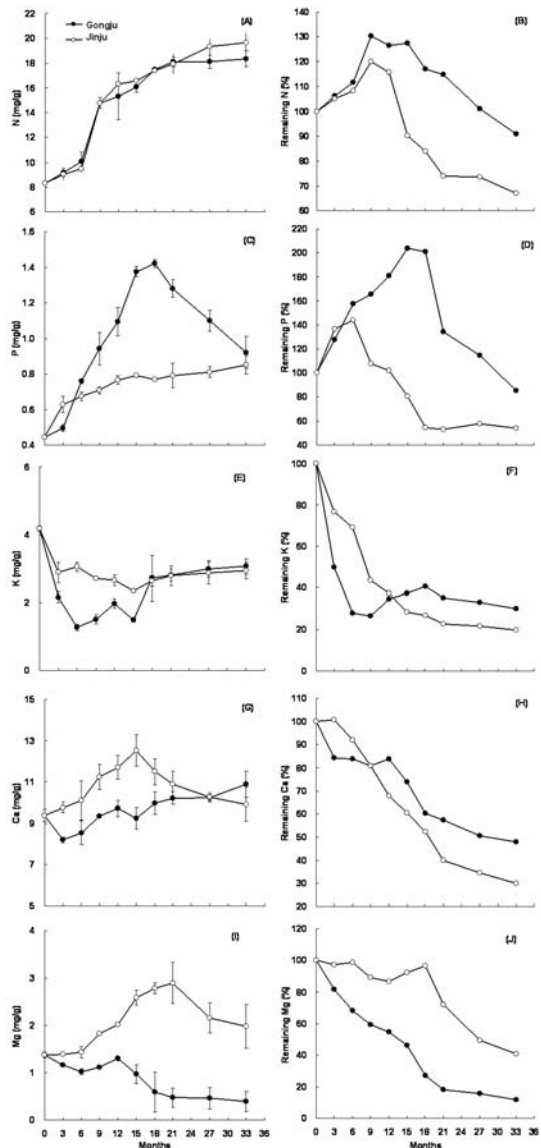 Gongju
Jinju
(A)
22
20
18
16
14
12
10
8
6
N (mg/g)
(B)
140
130
120
110
100
90
80
70
60
Remaining N (%)
(C)
1.6
1.4
1.2
1.0
0.8
0.6
0.4
P (mg/g)
(D)
220
200
180
160
140
120
100
80
60
40
Remaining P (%)
(E)
6
4
2
0
K (mg/g)
(F)
100
80
60
40
20
0
Remaining K (%)
(G)
15
13
11
9
7
5
Ca (mg/g)
(H)
110
100
90
80
70
60
50
40
30
20
Remaining Ca (%)
(I)
4
3
2
1
0
Mg (mg/g)
0 3 6 9 12 15 18 21 24 27 30 33 36
Months
(J)
120
100
80
60
40
20
0
Remaining Mg (%)
0 3 6 9 12 15 18 21 24 27 30 33 36
Months